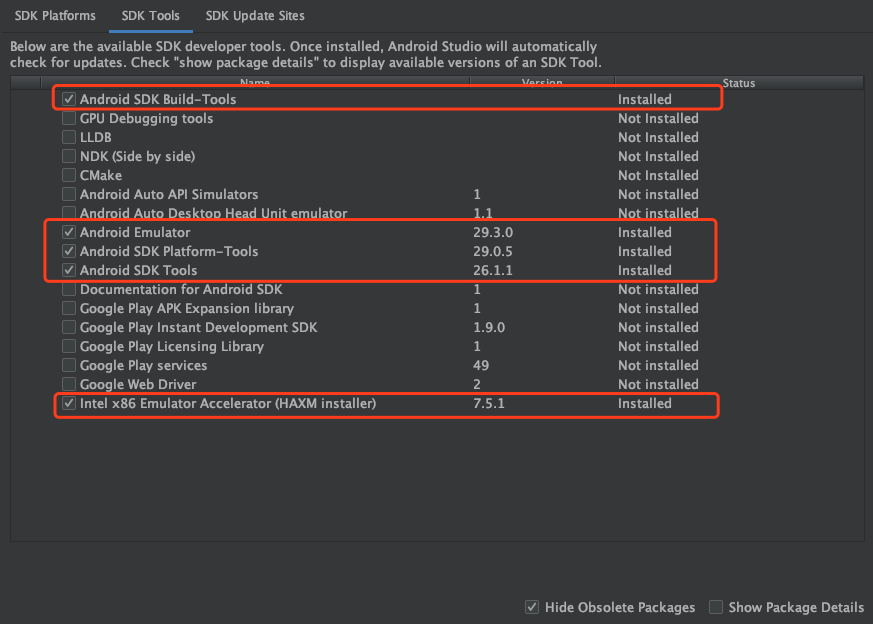 SDK Platforms SDK Tools SDK Update Sites
Below are the available SDK developer tools. Once installed, Android Studio will automatically
check for updates. Check "show package details" to display available versions of an SDK Tool.
Name Version Status
Android SDK Build-Tools Installed
GPU Debugging tools Not Installed
LLDB Not Installed
NDK (Side by side) Not Installed
CMake Not Installed
Android Auto API Simulators 1 Not installed
Android Auto Desktop Head Unit emulator 1.1 Not installed
Android Emulator 29.3.0 Installed
Android SDK Platform-Tools 29.0.5 Installed
Android SDK Tools 26.1.1 Installed
Documentation for Android SDK 1 Not installed
Google Play APK Expansion library 1 Not installed
Google Play Instant Development SDK 1.9.0 Not installed
Google Play Licensing Library 1 Not installed
Google Play services 49 Not installed
Google Web Driver 2 Not installed
Intel x86 Emulator Accelerator (HAXM installer) 7.5.1 Installed
Hide Obsolete Packages Show Package Details